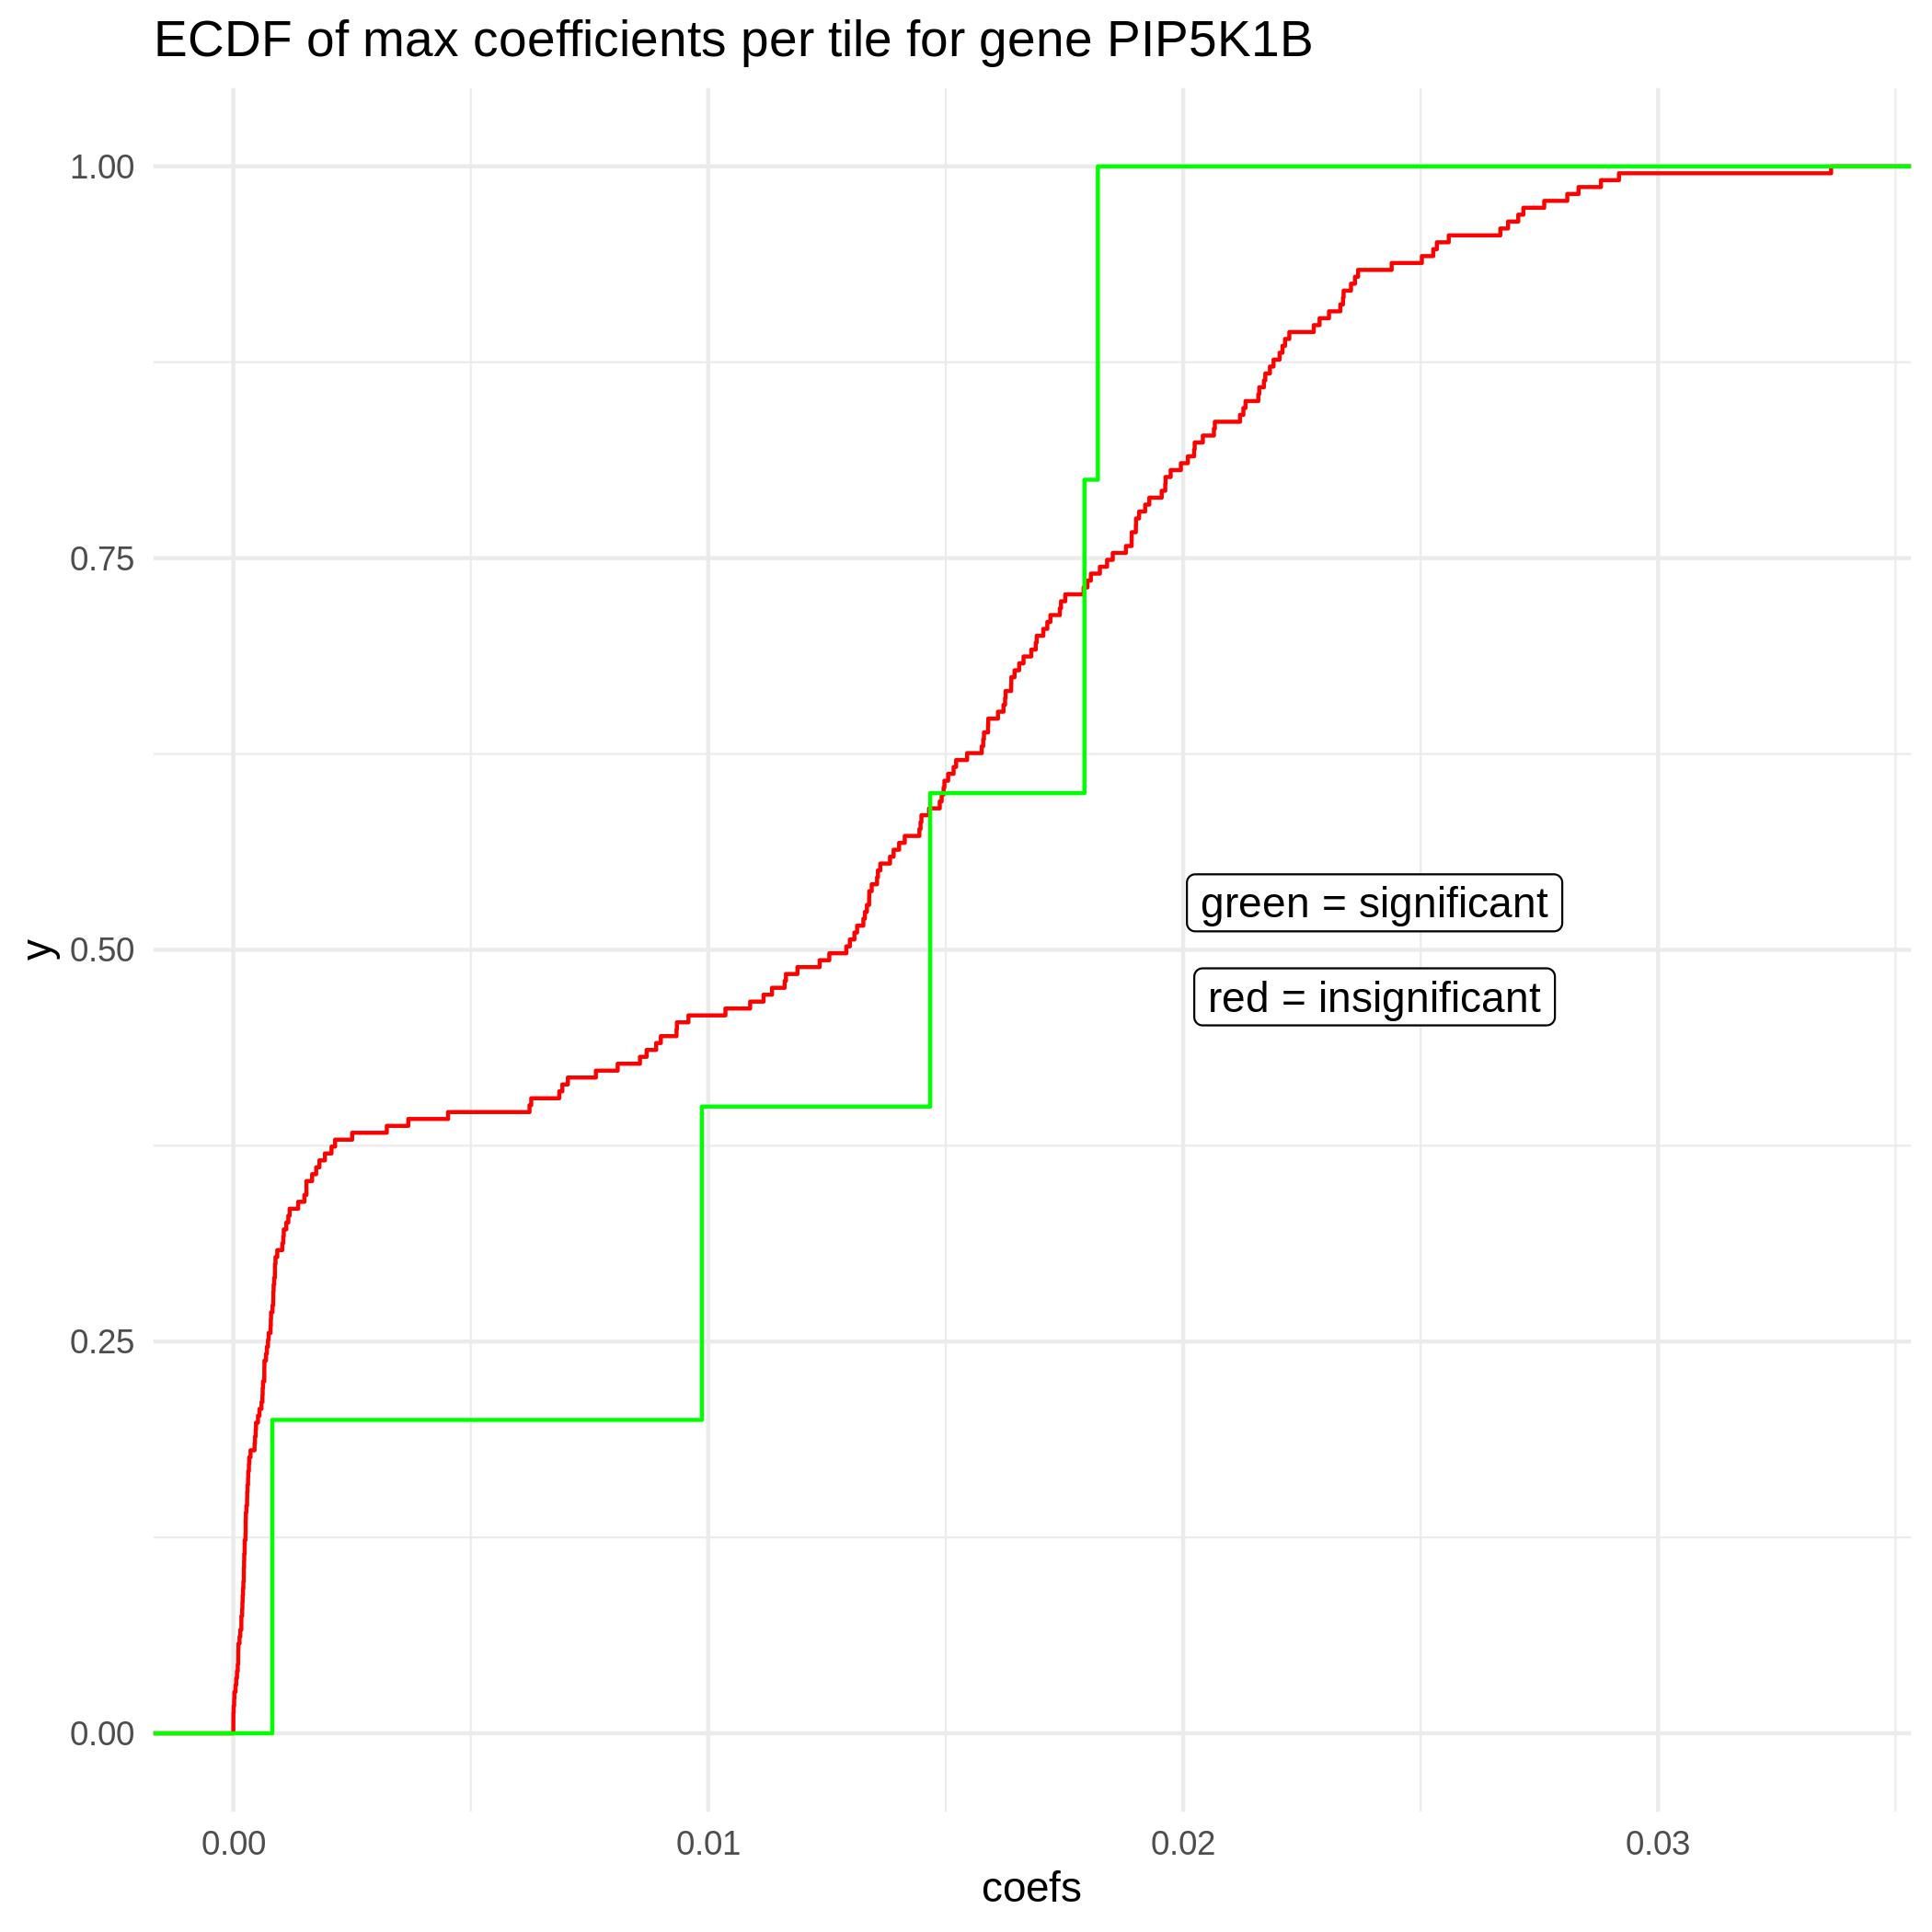 ECDF of max coefficients per tile for gene PIP5K1B
1.00
0.75
0.50
0.25
0.00
y
green = significant
red = insignificant
0.00 0.01 0.02 0.03
coefs